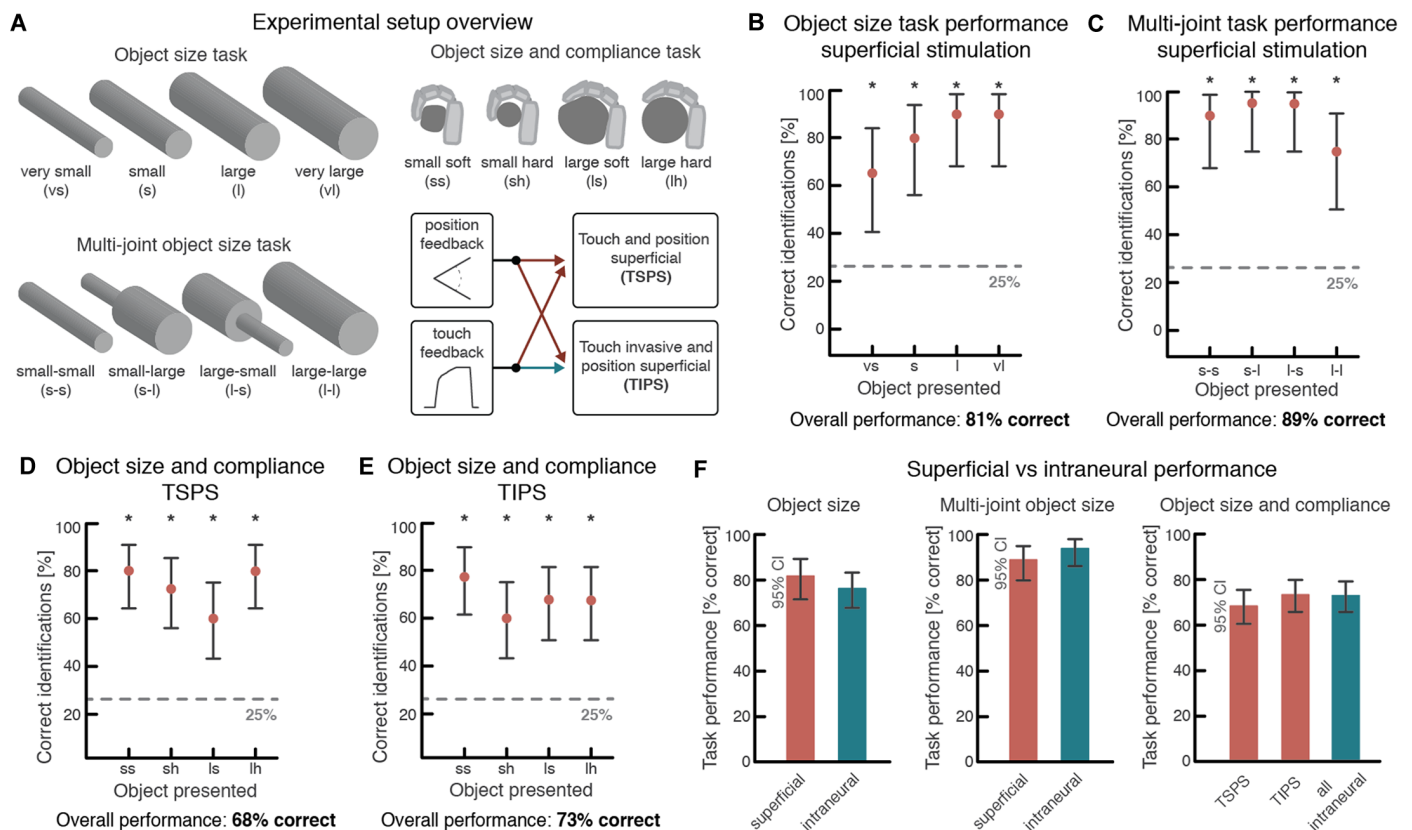 A
Experimental setup overview
Object size task
very small
(vs)
small
(s)
large
(l)
very large
(vl)
Multi-joint object size task
small-small
(s-s)
small-large
(s-l)
large-small
(l-s)
large-large
(l-l)
Object size and compliance task
small soft
(ss)
small hard
(sh)
large soft
(ls)
large hard
(lh)
position
feedback
touch
feedback
Touch and position
superficial
(TSPS)
Touch invasive and
position superficial
(TIPS)
B
Object size task performance
superficial stimulation
Correct identifications [%]
100
80
60
40
20
0
* * * *
25%
vs s l vl
Object presented
Overall performance: 81% correct
C
Multi-joint task performance
superficial stimulation
Correct identifications [%]
100
80
60
40
20
0
* * * *
25%
s-s s-l l-s l-l
Object presented
Overall performance: 89% correct
D
Object size and compliance
TSPS
Correct identifications [%]
100
80
60
40
20
* * * *
25%
ss sh ls lh
Object presented
Overall performance: 68% correct
E
Object size and compliance
TIPS
Correct identifications [%]
100
80
60
40
20
* * * *
25%
ss sh ls lh
Object presented
Overall performance: 73% correct
F
Superficial vs intraneural performance
Object size
Task performance [% correct]
100
80
60
40
20
0
95% CI
superficial
intraneural
Multi-joint object size
Task performance [% correct]
100
80
60
40
20
0
95% CI
superficial
intraneural
Object size and compliance
Task performance [% correct]
100
80
60
40
20
0
95% CI
TSPS
TIPS
all
intraneural